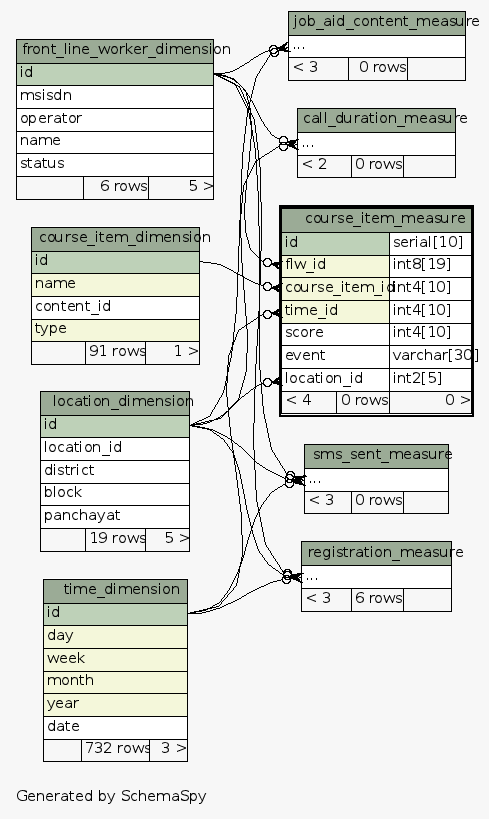 job_aid_content_measure
...
< 3 0 rows
front_line_worker_dimension
id
msisdn
operator
name
status
6 rows 5 >
call_duration_measure
...
< 2 0 rows
course_item_measure
id serial[10]
flw_id int8[19]
course_item_id int4[10]
time_id int4[10]
score int4[10]
event varchar[30]
location_id int2[5]
< 4 0 rows 0 >
course_item_dimension
id
name
content_id
type
91 rows 1 >
location_dimension
id
location_id
district
block
panchayat
19 rows 5 >
sms_sent_measure
...
< 3 0 rows
registration_measure
...
< 3 6 rows
time_dimension
id
day
week
month
year
date
732 rows 3 >
Generated by SchemaSpy